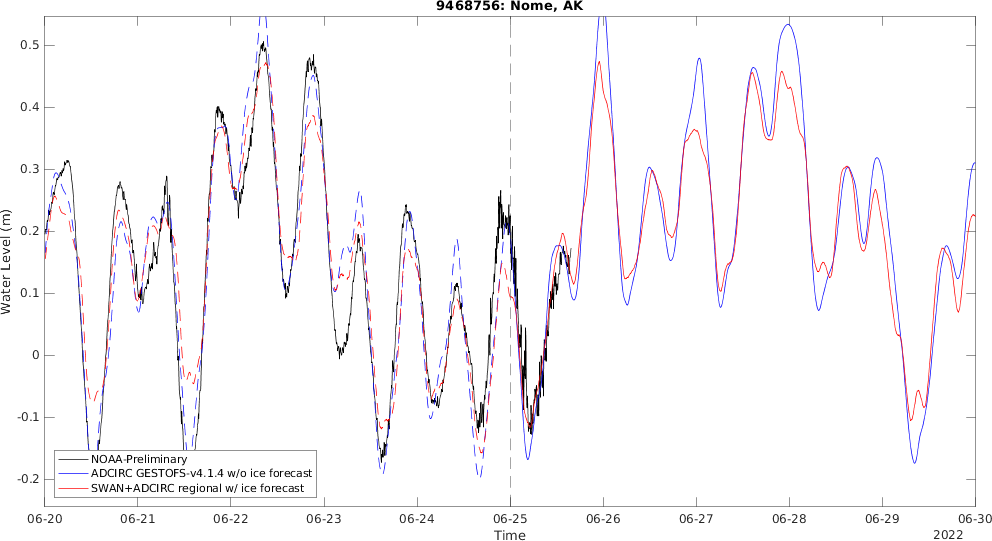 9468756: Nome, AK
Water Level (m)
0.5
0.4
0.3
0.2
0.1
0
-0.1
-0.2
NOAA-Preliminary
ADCIRC GESTOFS-v4.1.4 w/o ice forecast
SWAN+ADCIRC regional w/ ice forecast
06-20 06-21 06-22 06-23 06-24 06-25 06-26 06-27 06-28 06-29 06-30
Time
2022